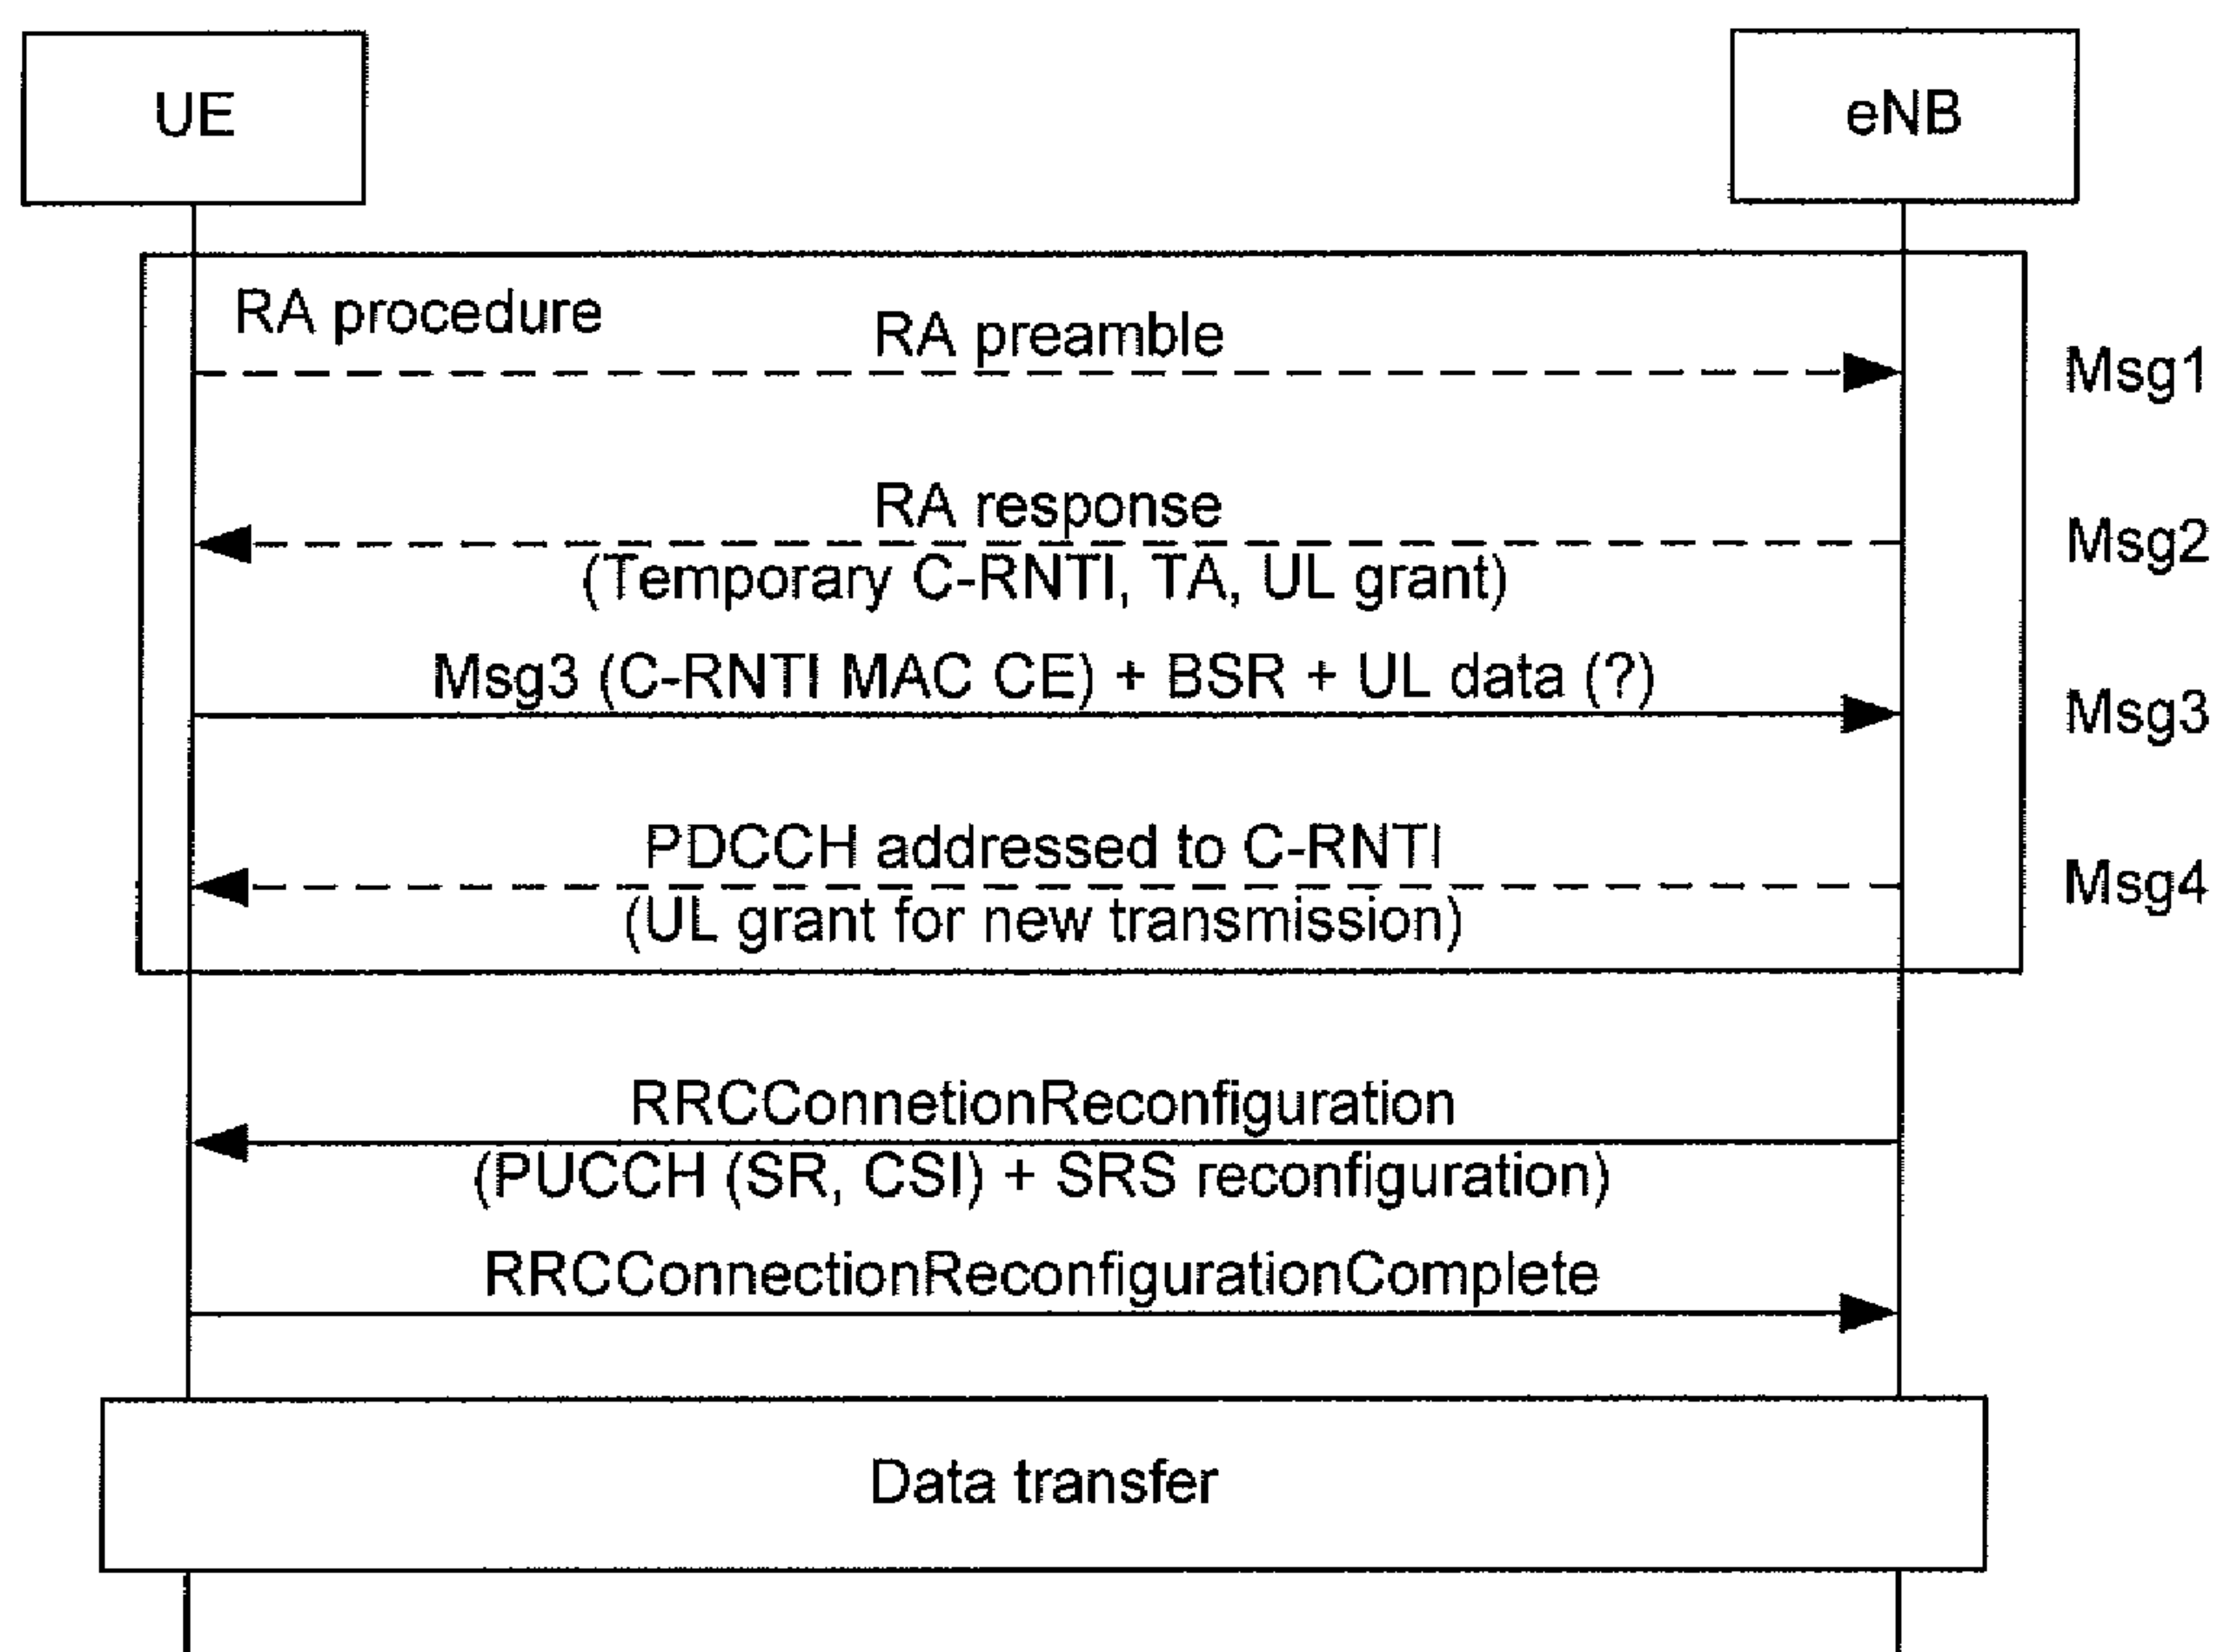 UE
eNB
RA procedure
RA preamble
Msg1
RA response
Msg2
(Temporary C-RNTI, TA, UL grant)
Msg3 (C-RNTI MAC CE) + BSR + UL data (?)
Msg3
PDCCH addressed to C-RNTI
Msg4
(UL grant for new transmission)
RRCConnetionReconfiguration
(PUCCH (SR, CSI) + SRS reconfiguration)
RRCConnectionReconfigurationComplete
Data transfer